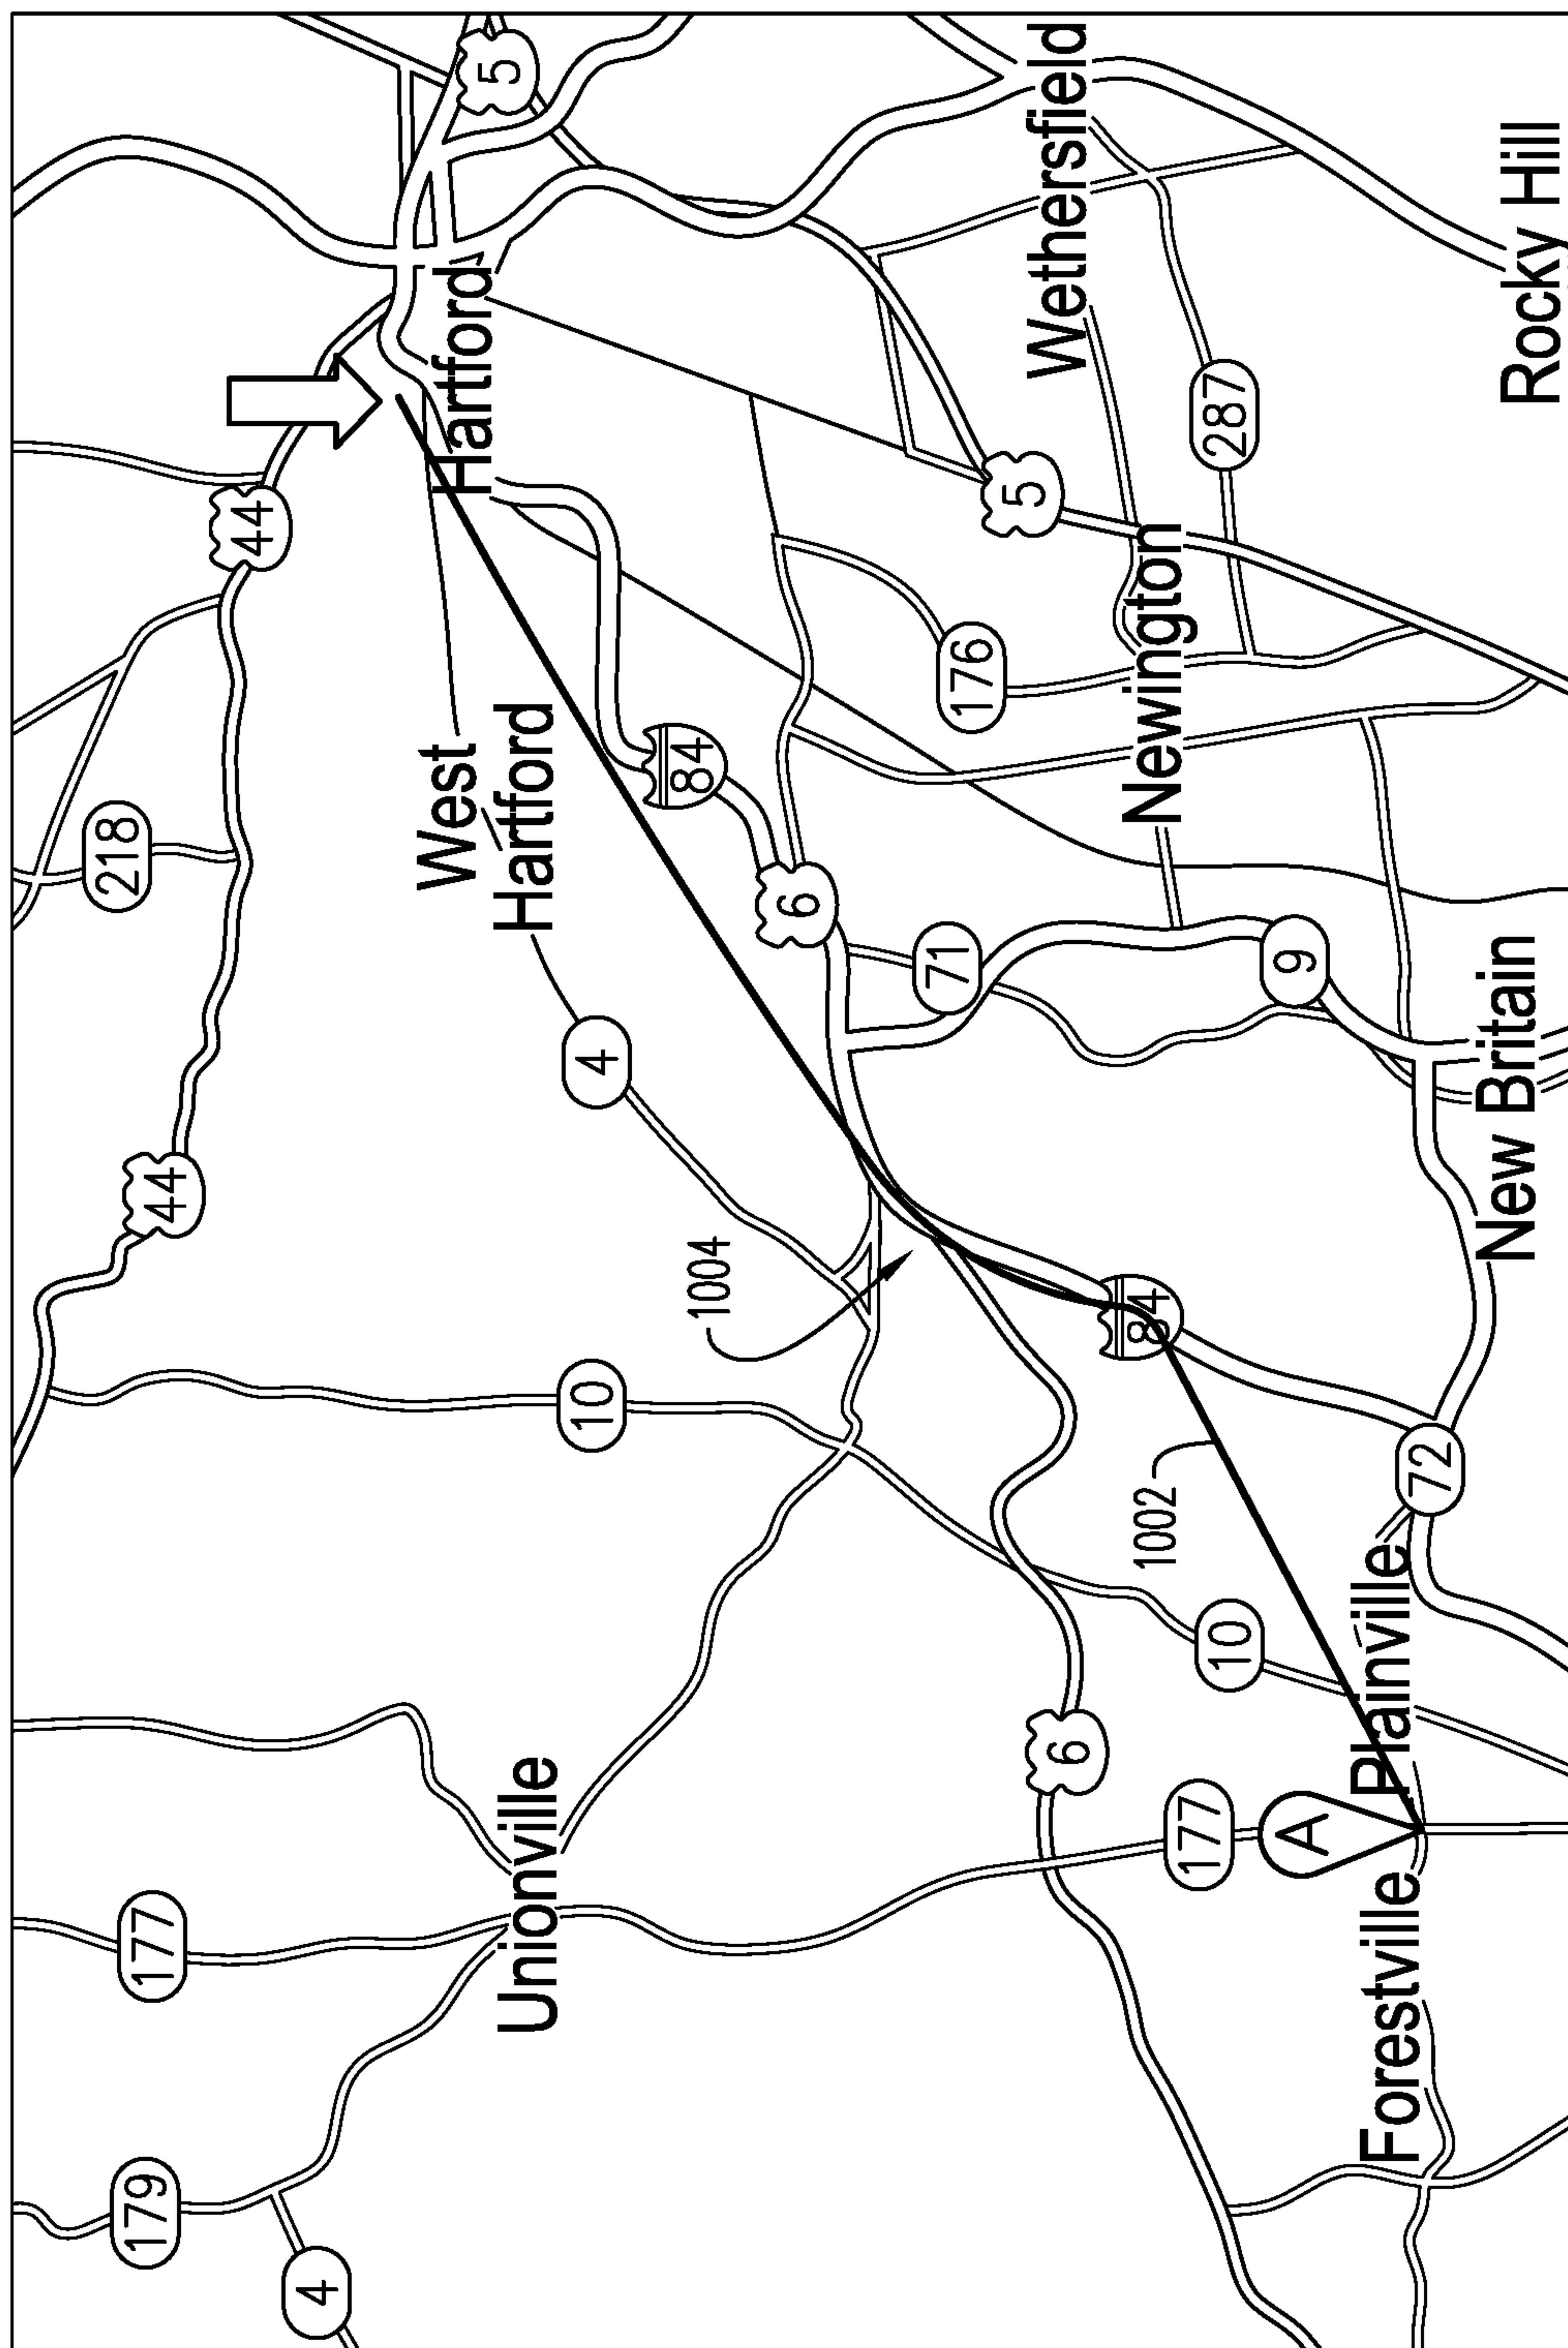 179
4
177
Unionville
44
10
1004
4
218
44
West
Hartford
Hartford
5
84
6
71
176
5
Wethersfield
287
Newington
9
New Britain
Rocky Hill
84
1002
10
72
Plainville
6
177
A
Forestville